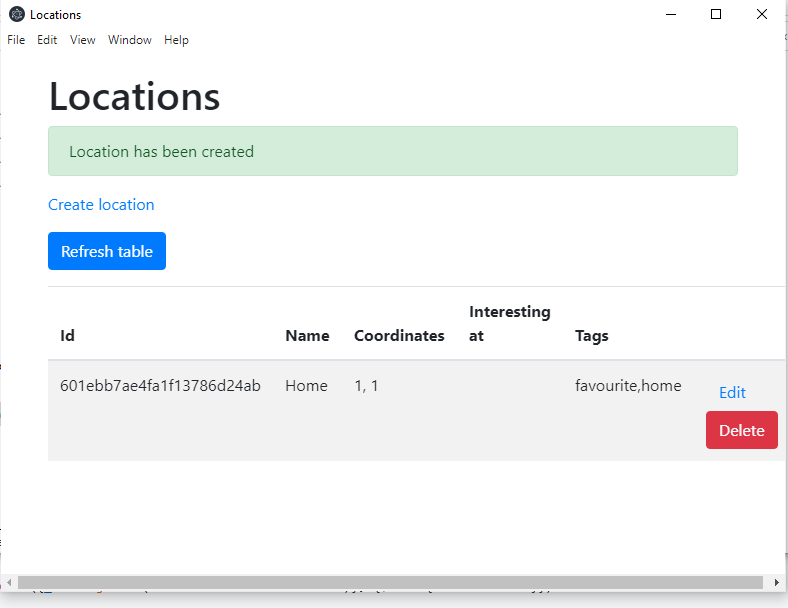 Locations
File Edit View Window Help
Locations
Location has been created
Create location
Refresh table
Id Name Coordinates Interesting at Tags
601ebb7ae4fa1f13786d24ab Home 1, 1 favourite,home Edit
Delete